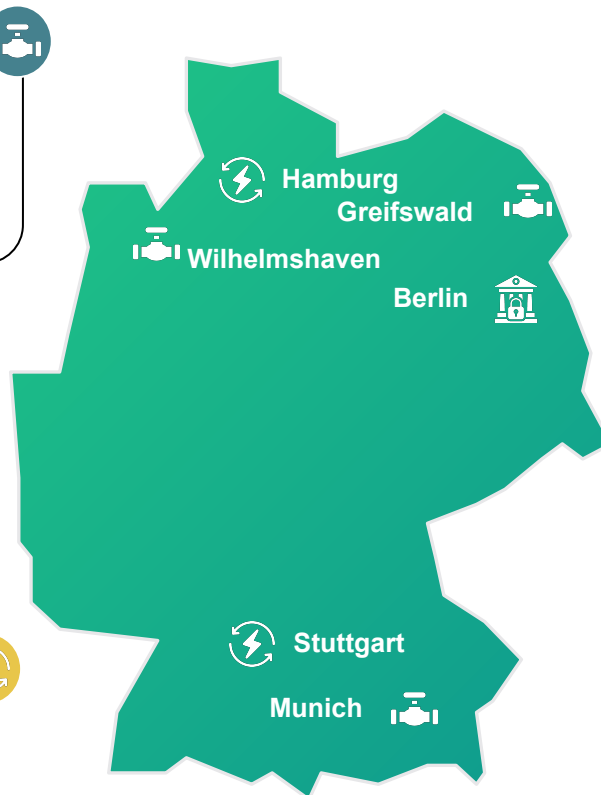 Hamburg
Greifswald
Wilhelmshaven
Berlin
Stuttgart
Munich